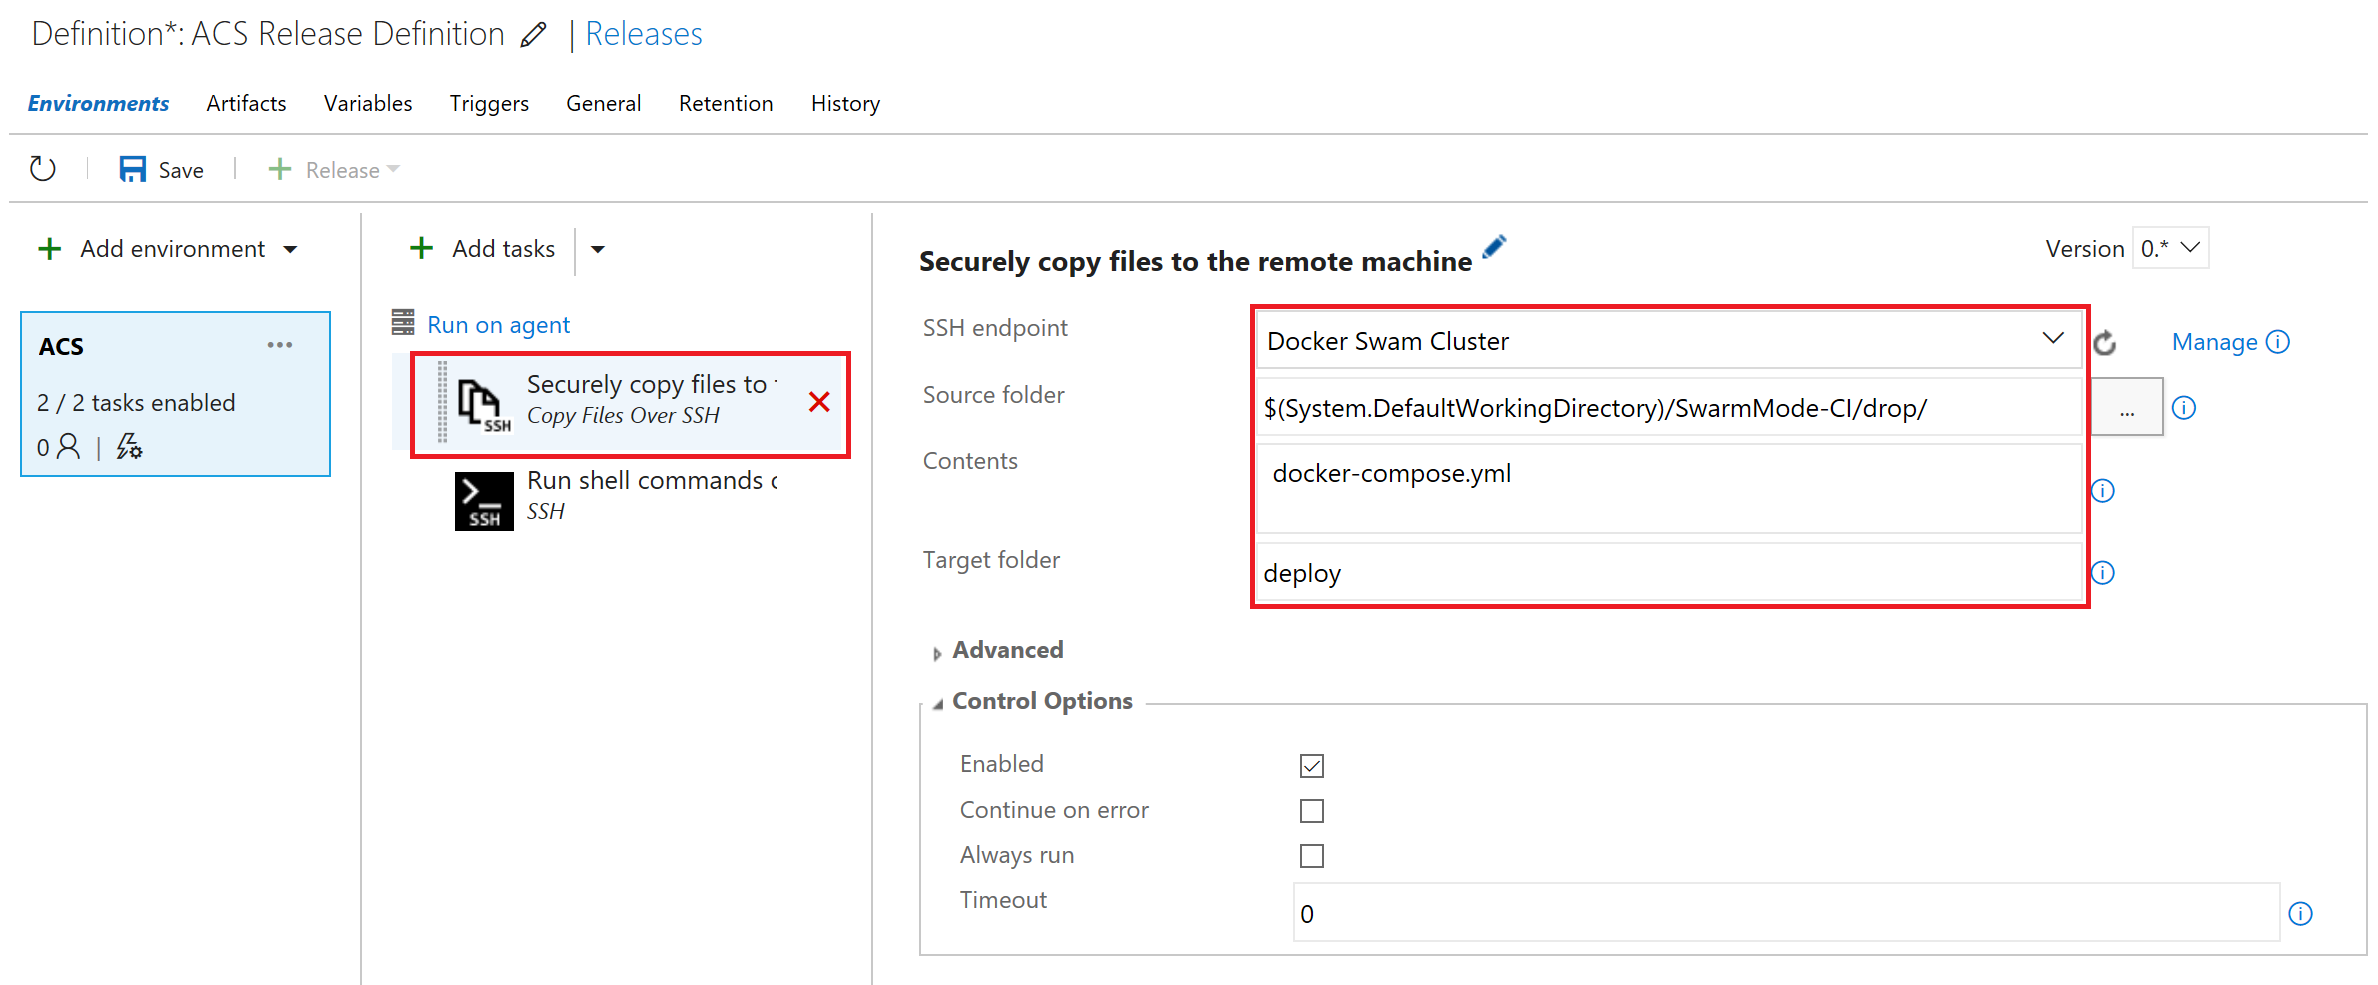 Definition*: ACS Release Definition | Releases
Environments Artifacts Variables Triggers General Retention History
Save Release
Add environment
ACS
2 / 2 tasks enabled
0
Add tasks
Run on agent
Securely copy files to
Copy Files Over SSH
SSH
Run shell commands
SSH
SSH
Securely copy files to the remote machine
Version 0.*
SSH endpoint Docker Swam Cluster Manage
Source folder $(System.DefaultWorkingDirectory)/SwarmMode-CI/drop/ ...
Contents docker-compose.yml
Target folder deploy
Advanced
Control Options
Enabled
Continue on error
Always run
Timeout 0